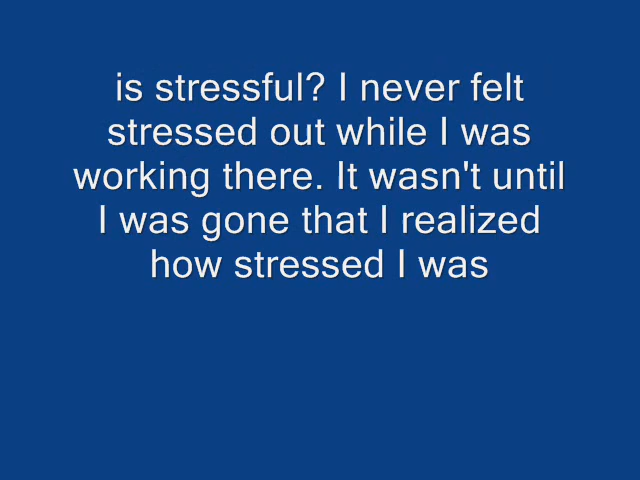 is stressful? I never felt
stressed out while I was
working there. It wasn't until
I was gone that I realized
how stressed I was